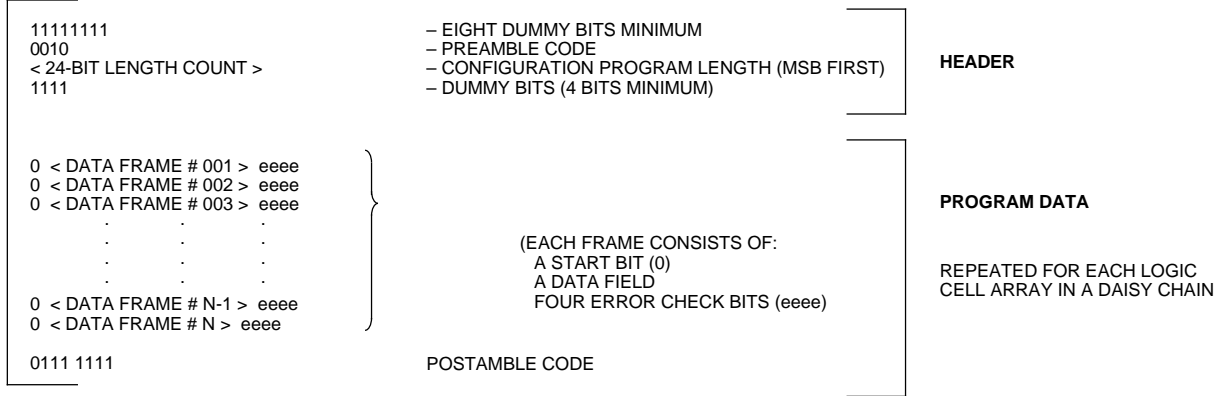 11111111 – EIGHT DUMMY BITS MINIMUM
0010 – PREAMBLE CODE
< 24-BIT LENGTH COUNT > – CONFIGURATION PROGRAM LENGTH (MSB FIRST)
1111 – DUMMY BITS (4 BITS MINIMUM)
HEADER
0 < DATA FRAME # 001 > eeee
0 < DATA FRAME # 002 > eeee
0 < DATA FRAME # 003 > eeee
. . .
. . .
. . .
. . .
0 < DATA FRAME # N-1 > eeee
0 < DATA FRAME # N > eeee
(EACH FRAME CONSISTS OF:
A START BIT (0)
A DATA FIELD
FOUR ERROR CHECK BITS (eeee)
PROGRAM DATA
REPEATED FOR EACH LOGIC
CELL ARRAY IN A DAISY CHAIN
0111 1111 POSTAMBLE CODE